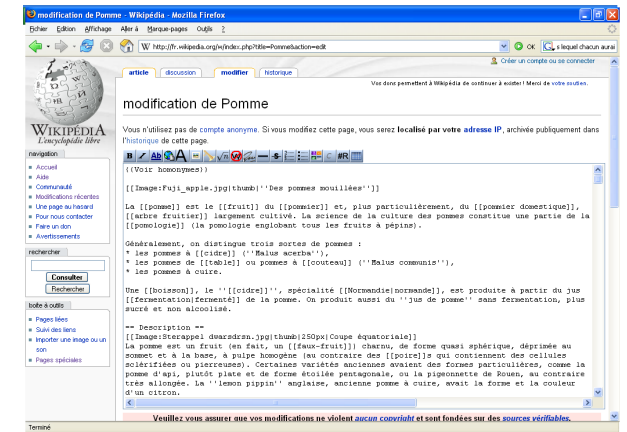 modification de Pomme - Wikipédia - Mozilla Firefox
Fichier Edition Affichage Aller à Marque-pages Outils ?
W http://fr.wikipedia.org/w/index.php?title=Pomme&action=edit OK G s lequel chacun aurai
Créer un compte ou se connecter
article discussion modifier historique
Vos dons permettent à Wikipédia de continuer à exister ! Merci de votre soutien.
modification de Pomme
WIKIPÉDIA
L'encyclopédie libre
Vous n'utilisez pas de compte anonyme. Si vous modifiez cette page, vous serez localisé par votre adresse IP, archivée publiquement dans
l'historique de cette page.
navigation
Accueil
Aide
Communauté
Modifications récentes
Une page au hasard
Pour nous contacter
Faire un don
Avertissements
rechercher
Consulter
Rechercher
boîte à outils
Pages liées
Suivi des liens
Importer une image ou un
son
Pages spéciales
B I Ab A √n W C #R
{{Voir homonymes}}
[[Image:Fuji_apple.jpg|thumb|''Des pommes mouillées'']]
La [[pomme]] est le [[fruit]] du [[pommier]] et, plus particulièrement, du [[pommier domestique]],
[[arbre fruitier]] largement cultivé. La science de la culture des pommes constitue une partie de la
[[pomologie]] (la pomologie englobant tous les fruits à pépins).
Généralement, on distingue trois sortes de pommes :
* les pommes à [[cidre]] (''Malus acerba''),
* les pommes de [[table]] ou pommes à [[couteau]] (''Malus communis''),
* les pommes à cuire.
Une [[boisson]], le ''[[cidre]]'', spécialité [[Normandie|normande]], est produite à partir du jus
[[fermentation|fermenté]] de la pomme. On produit aussi du ''jus de pomme'' sans fermentation, plus
sucré et non alcoolisé.
== Description ==
[[Image:Sterappel dwarsdrsn.jpg|thumb|250px|Coupe équatoriale]]
La pomme est un fruit (en fait, un [[faux-fruit]]) charnu, de forme quasi sphérique, déprimée au
sommet et à la base, à pulpe homogène (au contraire des [[poire]]s qui contiennent des cellules
sclérifiées ou pierreuses). Certaines variétés anciennes avaient des formes particulières, comme la
pomme d'api, plutôt plate et de forme étoilée pentagonale, ou la pigeonnette de Rouen, au contraire
très allongée. La ''lemon pippin'' anglaise, ancienne pomme à cuire, avait la forme et la couleur
d'un citron.
Veuillez vous assurer que vos modifications ne violent aucun copyright et sont fondées sur des sources vérifiables.
Terminé